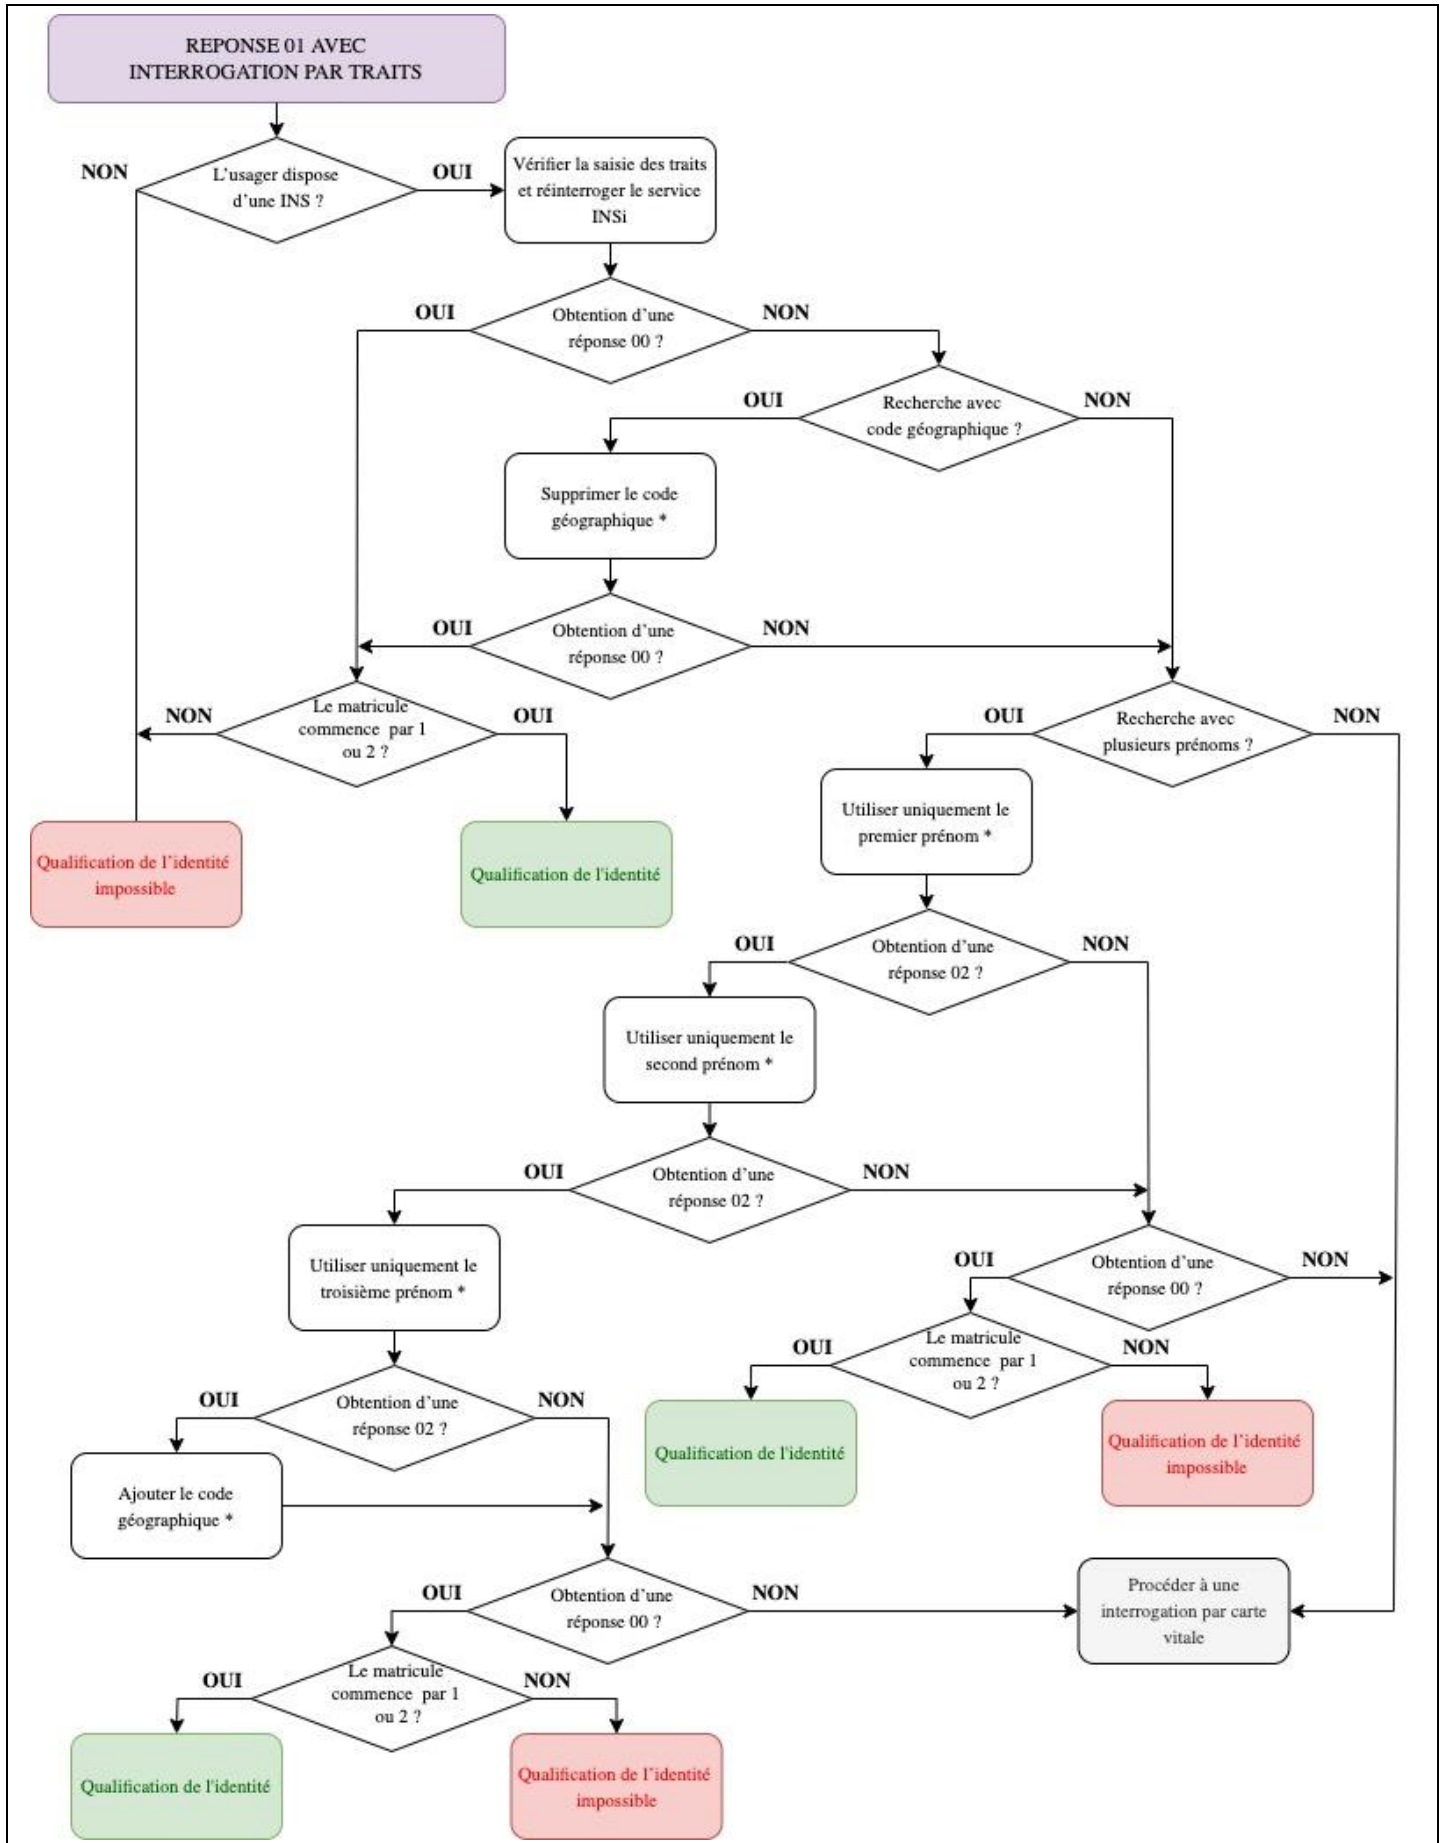 REPONSE 01 AVEC
INTERROGATION PAR TRAITS
NON
L’usager dispose
d’une INS ?
OUI
Vérifier la saisie des traits
et réinterroger le service
INSi
OUI
Obtention d’une
réponse 00 ?
NON
OUI
Recherche avec
code géographique ?
NON
Supprimer le code
géographique *
OUI
Obtention d’une
réponse 00 ?
NON
NON
Le matricule
commence par 1
ou 2 ?
OUI
OUI
Recherche avec
plusieurs prénoms ?
NON
Utiliser uniquement le
premier prénom *
Qualification de l’identité
impossible
Qualification de l'identité
OUI
Obtention d’une
réponse 02 ?
NON
Utiliser uniquement le
second prénom *
OUI
Obtention d’une
réponse 02 ?
NON
Utiliser uniquement le
troisième prénom *
OUI
Obtention d’une
réponse 00 ?
NON
OUI
Le matricule
commence par 1
ou 2 ?
NON
OUI
Obtention d’une
réponse 02 ?
NON
Qualification de l'identité
Qualification de l’identité
impossible
Ajouter le code
géographique *
OUI
Obtention d’une
réponse 00 ?
NON
Procéder à une
interrogation par carte
vitale
OUI
Le matricule
commence par 1
ou 2 ?
NON
Qualification de l'identité
Qualification de l’identité
impossible